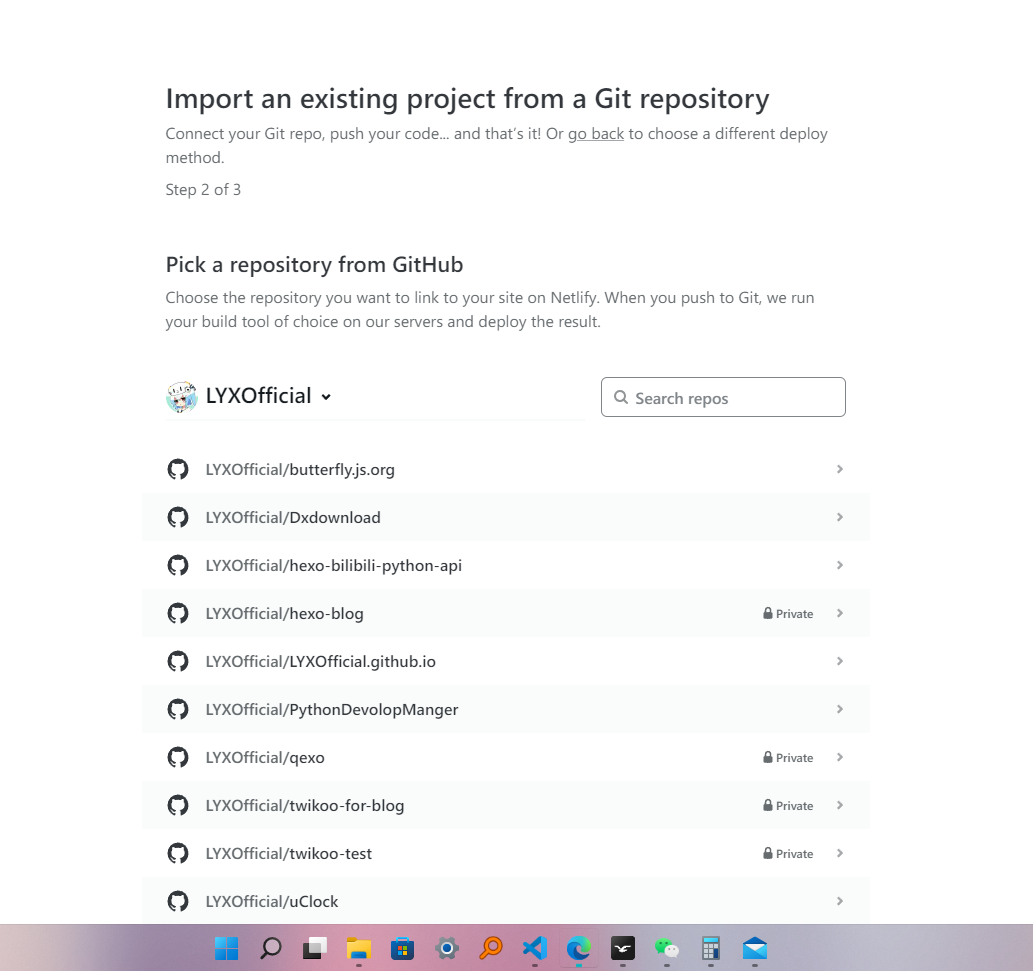 Import an existing project from a Git repository
Connect your Git repo, push your code... and that's it! Or go back to choose a different deploy
method.
Step 2 of 3
Pick a repository from GitHub
Choose the repository you want to link to your site on Netlify. When you push to Git, we run
your build tool of choice on our servers and deploy the result.
LYXOfficial
Search repos
LYXOfficial/butterfly.js.org
LYXOfficial/Dxdownload
LYXOfficial/hexo-bilibili-python-api
LYXOfficial/hexo-blog Private
LYXOfficial/LYXOfficial.github.io
LYXOfficial/PythonDevolopManger
LYXOfficial/qexo Private
LYXOfficial/twikoo-for-blog Private
LYXOfficial/twikoo-test Private
LYXOfficial/uClock